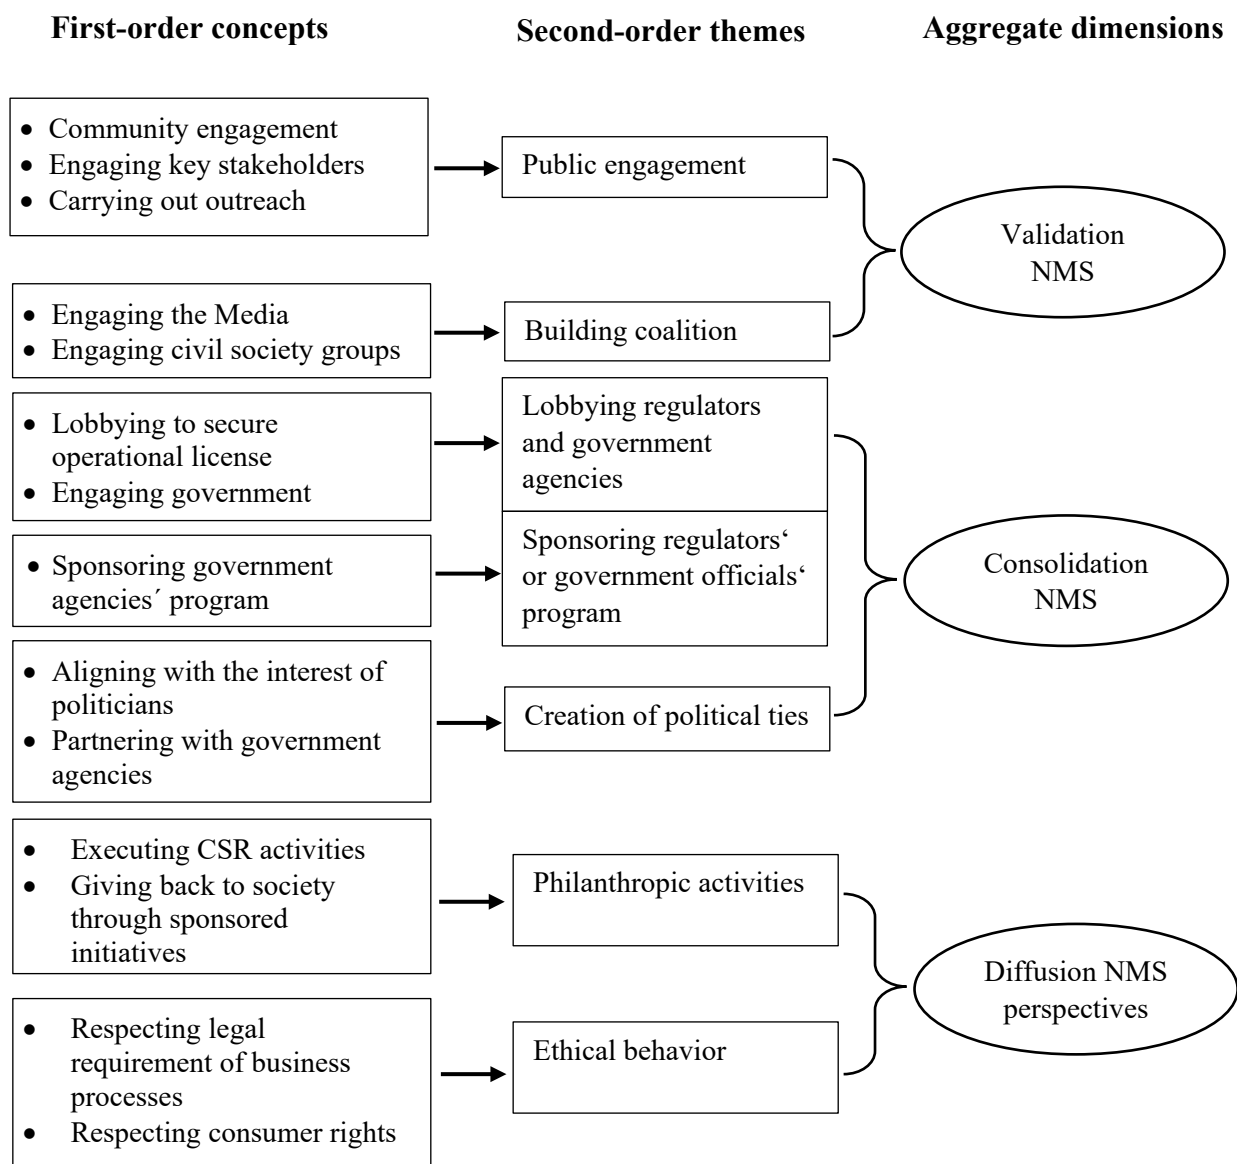 First-order concepts
Second-order themes
Aggregate dimensions
• Community engagement
• Engaging key stakeholders
• Carrying out outreach
Public engagement
Validation
NMS
• Engaging the Media
• Engaging civil society groups
Building coalition
• Lobbying to secure
operational license
• Engaging government
Lobbying regulators
and government
agencies
• Sponsoring government
agencies´ program
Sponsoring regulators‘
or government officials‘
program
Consolidation
NMS
• Aligning with the interest of
politicians
• Partnering with government
agencies
Creation of political ties
• Executing CSR activities
• Giving back to society
through sponsored
initiatives
Philanthropic activities
Diffusion NMS
perspectives
• Respecting legal
requirement of business
processes
• Respecting consumer rights
Ethical behavior